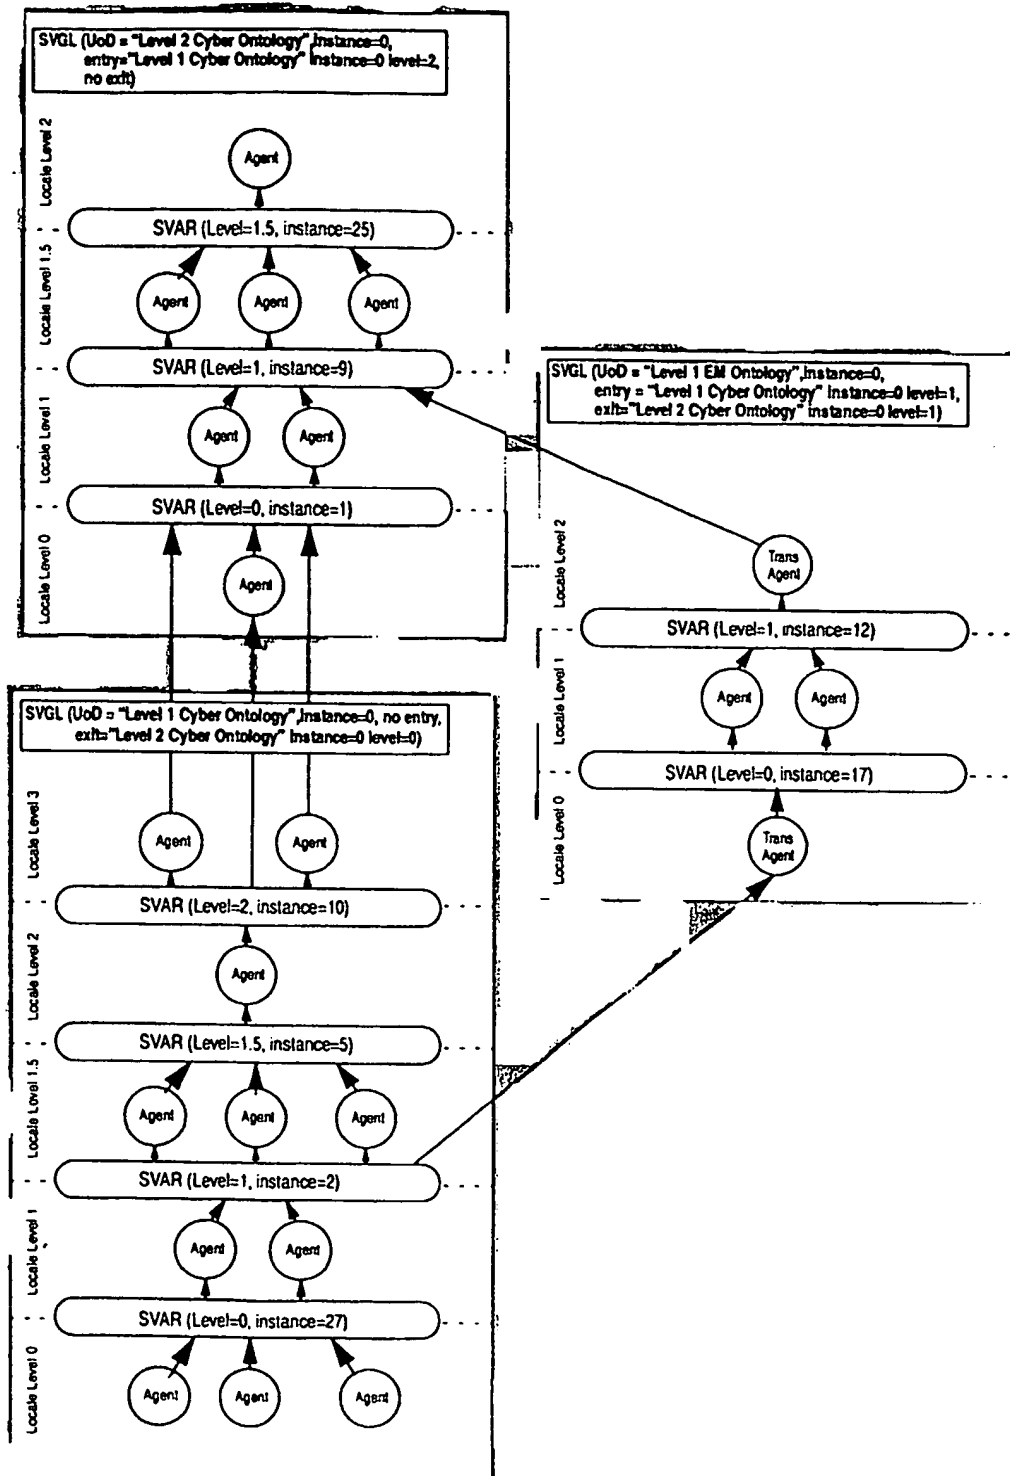 SVGL (UoD = "Level 2 Cyber Ontology",instance=0,
entry="Level 1 Cyber Ontology" instance=0 level=2,
no exit)
Locale Level 2
Agent
SVAR (Level=1.5, instance=25)
Locale Level 1.5
Agent
Agent
Agent
SVAR (Level=1, instance=9)
Locale Level 1
Agent
Agent
SVAR (Level=0, instance=1)
Locale Level 0
Agent
SVGL (UoD = "Level 1 EM Ontology",instance=0,
entry = "Level 1 Cyber Ontology" instance=0 level=1,
exit="Level 2 Cyber Ontology" instance=0 level=1)
Locale Level 2
Trans
Agent
SVAR (Level=1, instance=12)
Locale Level 1
Agent
Agent
SVAR (Level=0, instance=17)
Locale Level 0
Trans
Agent
SVGL (UoD = "Level 1 Cyber Ontology",instance=0, no entry,
exit="Level 2 Cyber Ontology" instance=0 level=0)
Locale Level 3
Agent
Agent
SVAR (Level=2, instance=10)
Locale Level 2
Agent
SVAR (Level=1.5, instance=5)
Locale Level 1.5
Agent
Agent
Agent
SVAR (Level=1, instance=2)
Locale Level 1
Agent
Agent
SVAR (Level=0, instance=27)
Locale Level 0
Agent
Agent
Agent